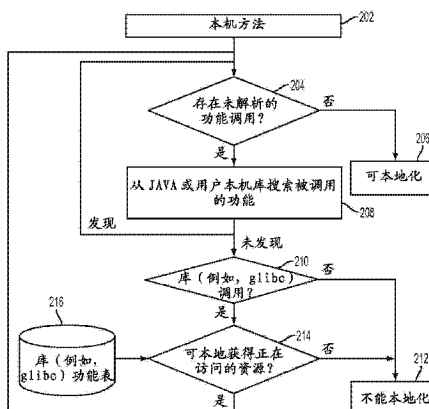 本机方法
202
204
存在未解析的
功能调用？
否
是
206
可本地化
从 JAVA 或用户本机库搜索被调用
的功能
208
发现
未发现
210
库（例如，glibc）
调用？
否
是
216
库（例如，
glibc）功能表
214
可本地获得正在
访问的资源？
否
是
212
不能本地化